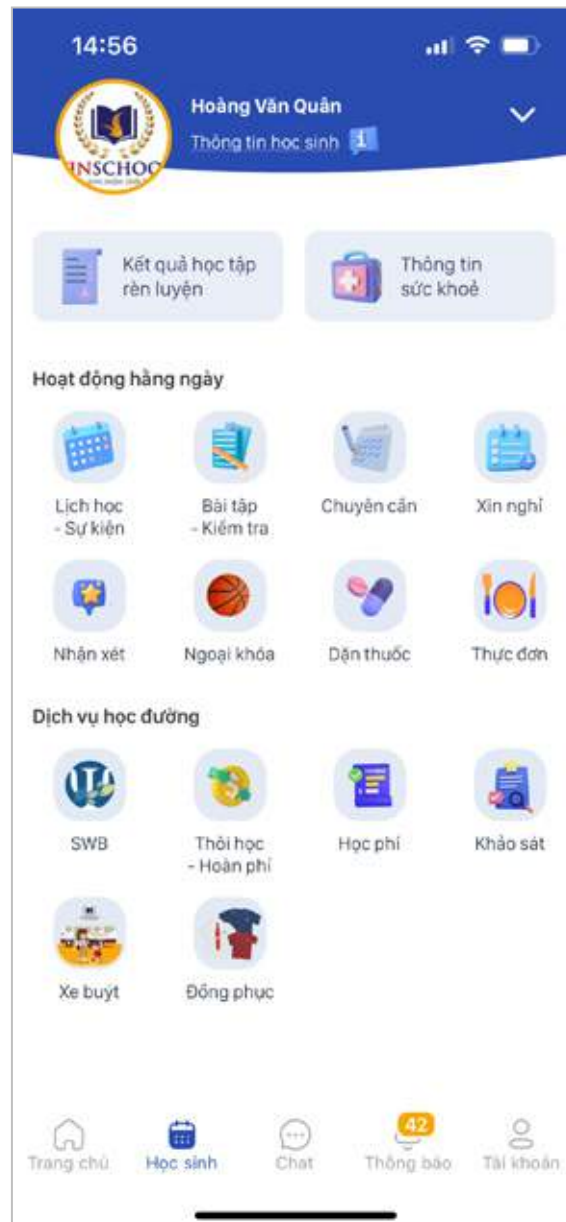 14:56
Hoàng Văn Quân
Thông tin học sinh
INSCHOO
Kết quả học tập
rèn luyện
Thông tin
sức khoẻ
Hoạt động hằng ngày
Lịch học
- Sự kiện
Bài tập
- Kiểm tra
Chuyên cần
Xin nghỉ
Nhận xét
Ngoại khóa
Dặn thuốc
Thực đơn
Dịch vụ học đường
SWB
Thôi học
- Hoàn phí
Học phí
Khảo sát
Xe buýt
Đồng phục
42
Trang chủ
Học sinh
Chat
Thông báo
Tài khoản